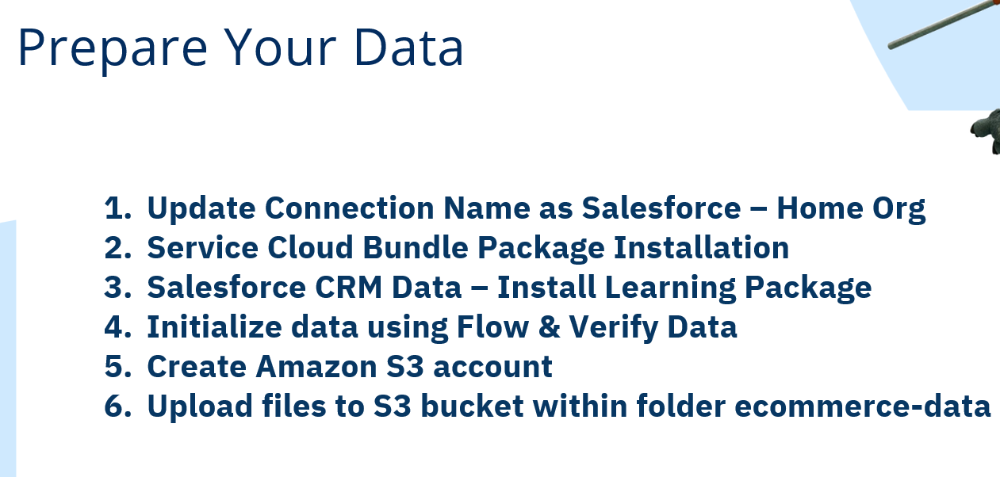 Prepare Your Data
1. Update Connection Name as Salesforce – Home Org
2. Service Cloud Bundle Package Installation
3. Salesforce CRM Data – Install Learning Package
4. Initialize data using Flow & Verify Data
5. Create Amazon S3 account
6. Upload files to S3 bucket within folder ecommerce-data